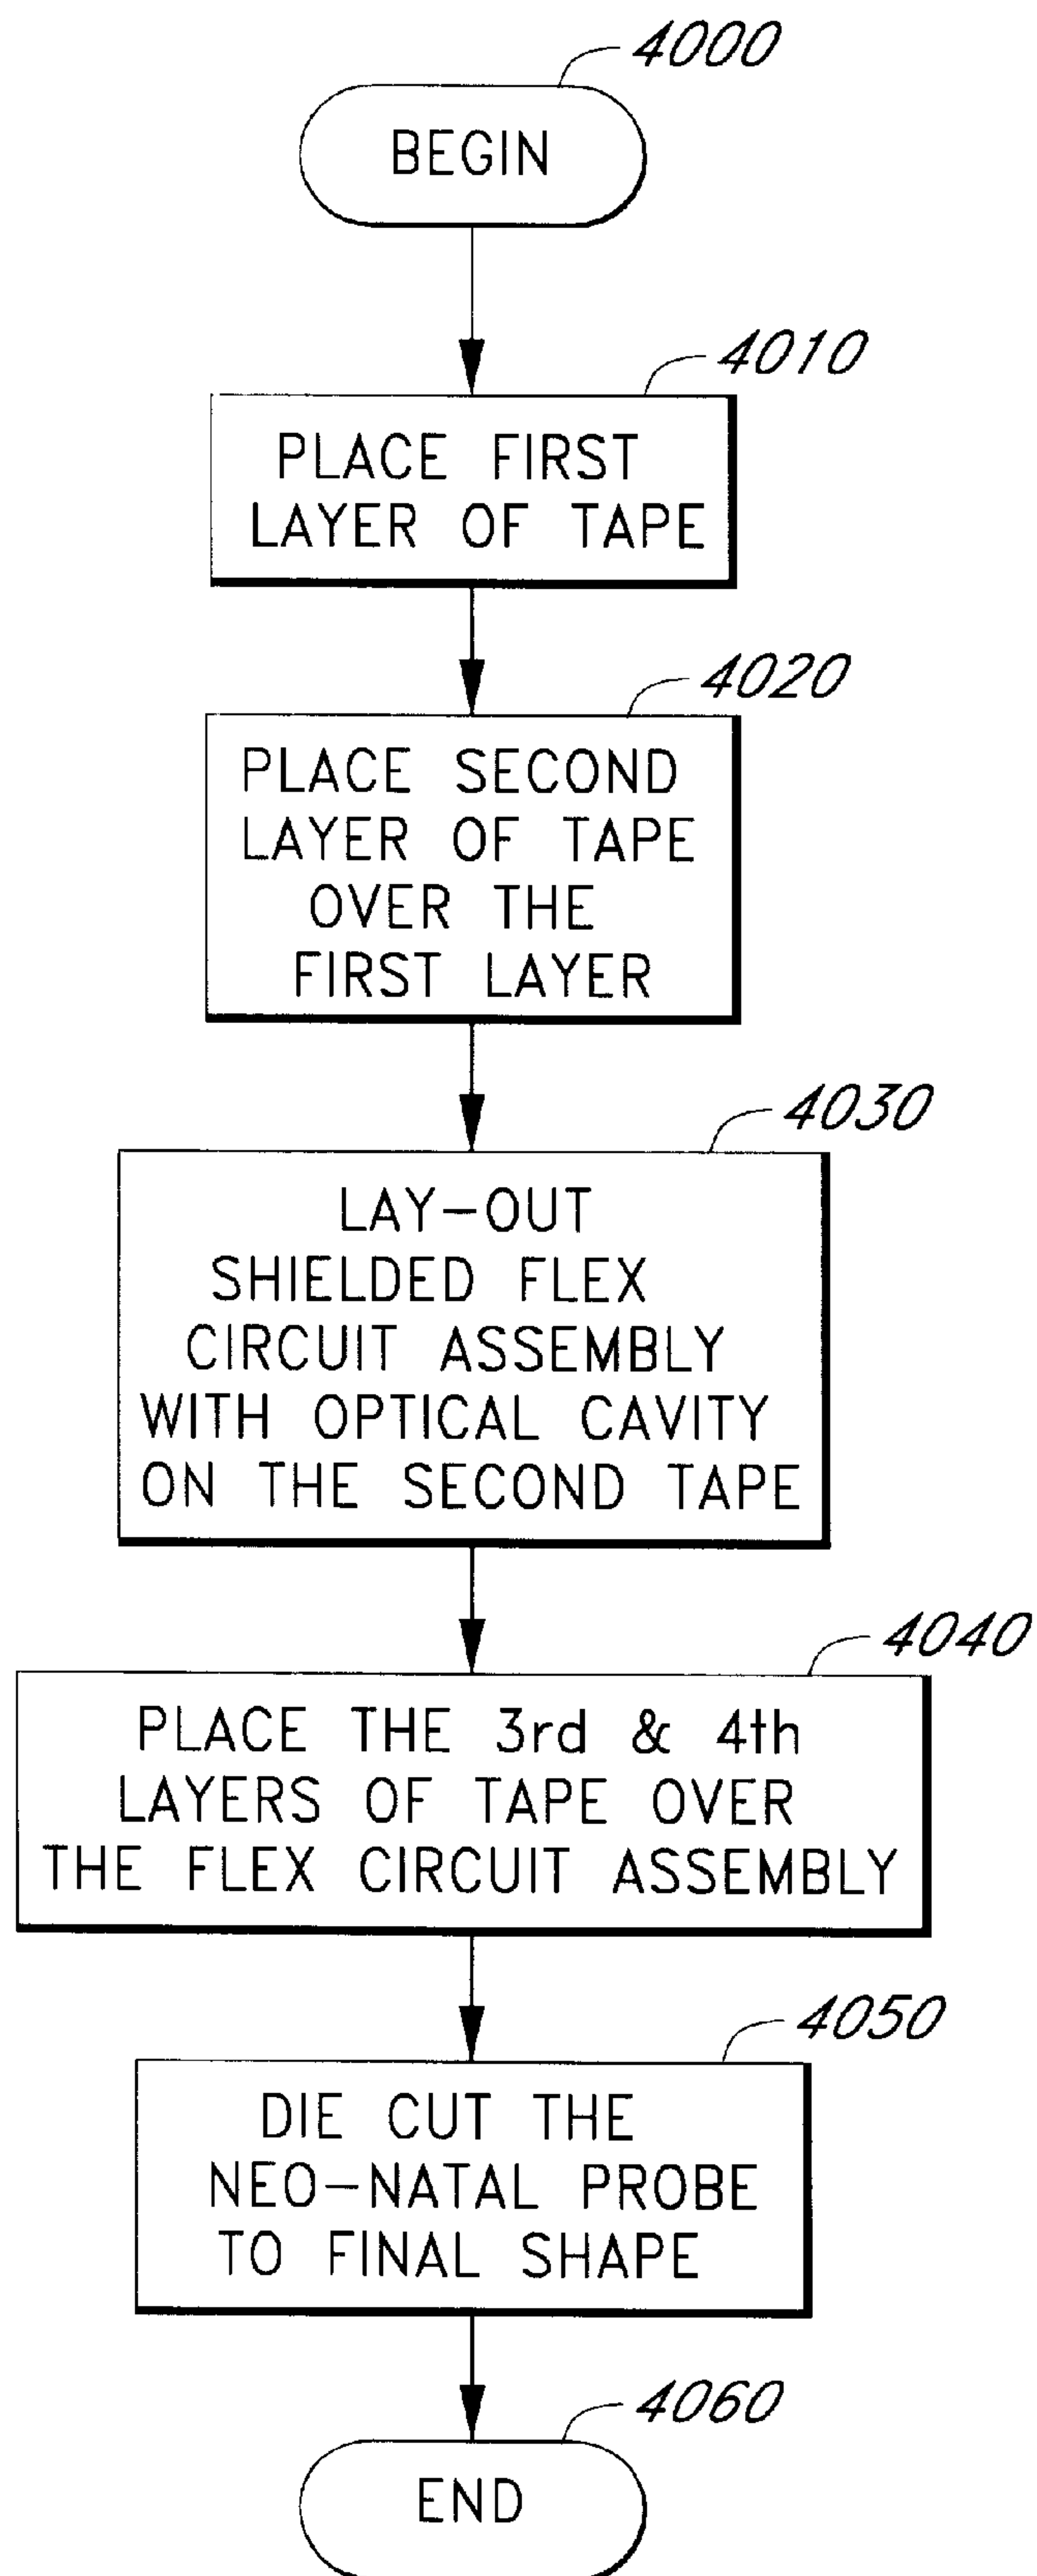 4000
BEGIN
4010
PLACE FIRST
LAYER OF TAPE
4020
PLACE SECOND
LAYER OF TAPE
OVER THE
FIRST LAYER
4030
LAY-OUT
SHIELDED FLEX
CIRCUIT ASSEMBLY
WITH OPTICAL CAVITY
ON THE SECOND TAPE
4040
PLACE THE 3rd & 4th
LAYERS OF TAPE OVER
THE FLEX CIRCUIT ASSEMBLY
4050
DIE CUT THE
NEO-NATAL PROBE
TO FINAL SHAPE
4060
END